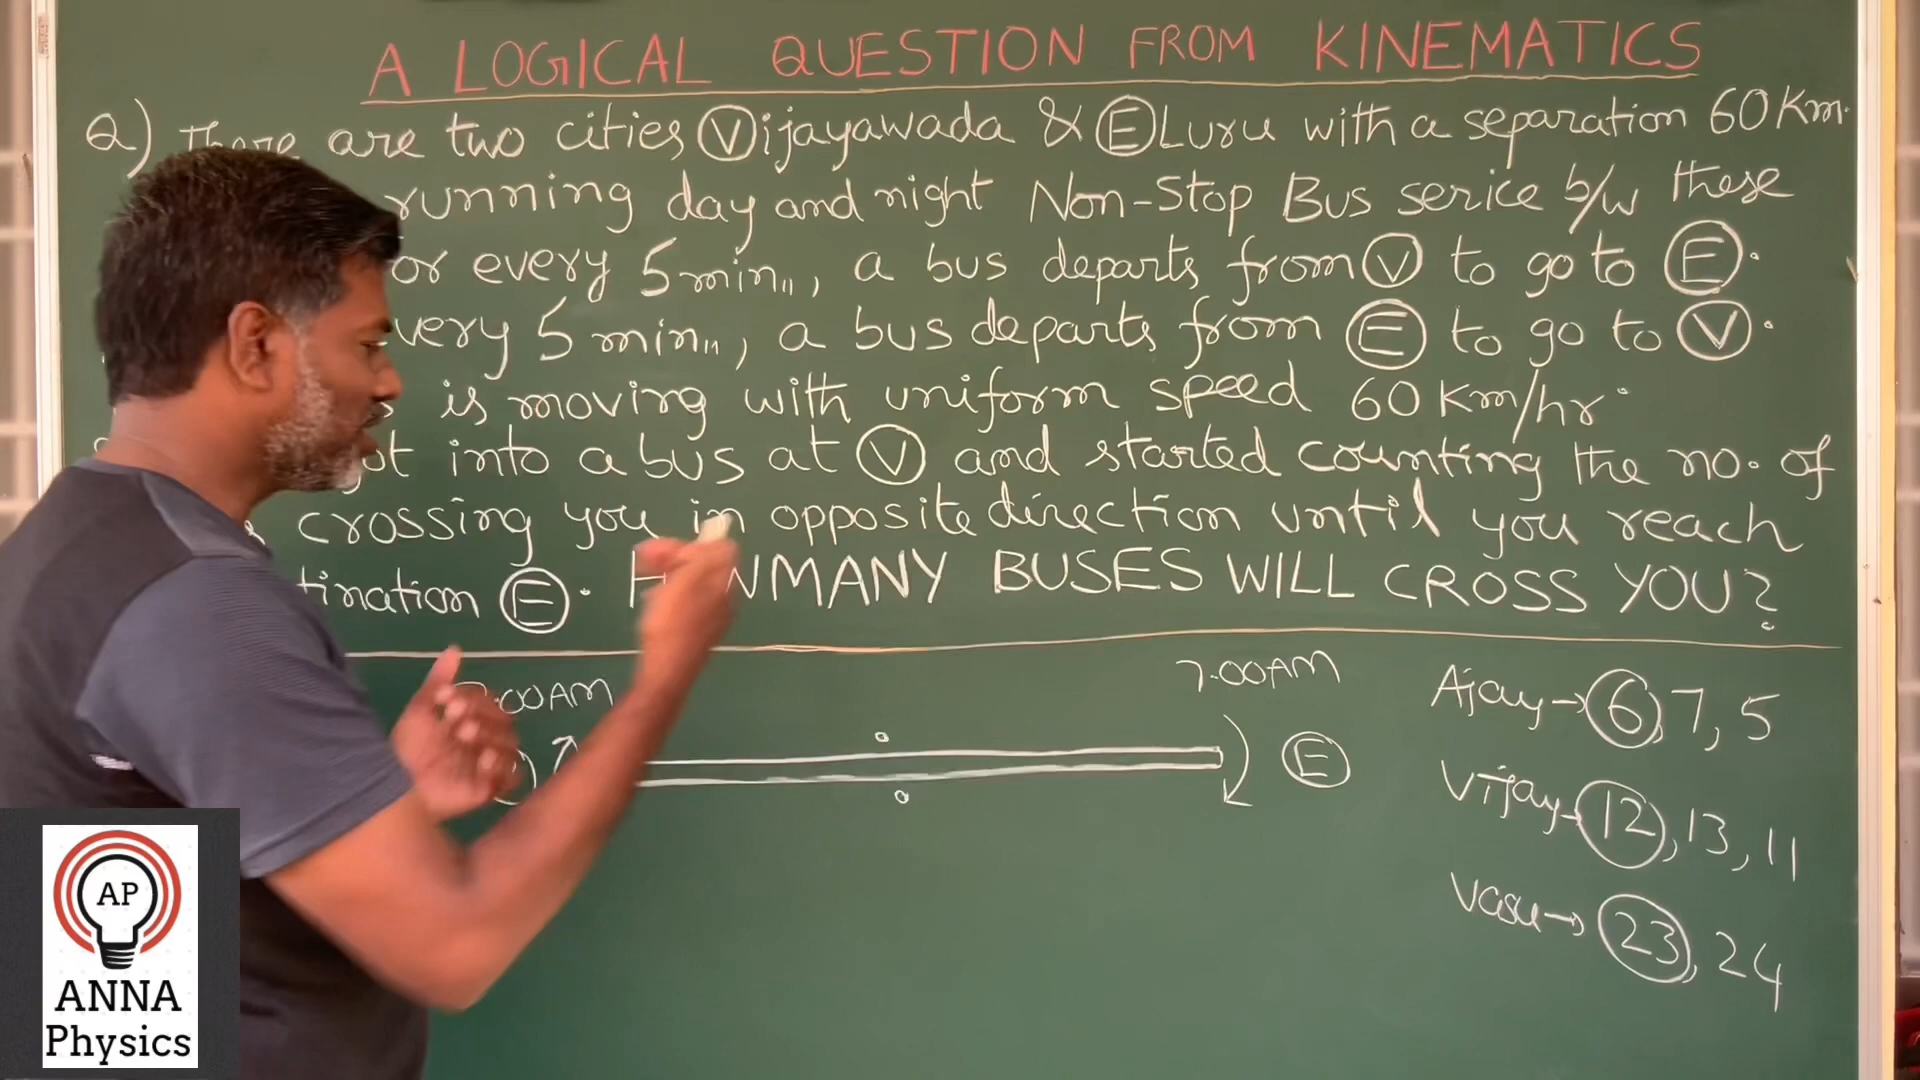 A LOGICAL QUESTION FROM KINEMATICS
Q) There are two cities Vijayawada & ELuru with a separation 60 Km.
running day and night Non-Stop Bus serice b/w these
or every 5 min,, , a bus departs from V to go to E.
very 5 min,, , a bus departs from E to go to V.
s is moving with uniform speed 60 Km/hr.
ot into a bus at V and started counting the no. of
crossing you in opposite direction until you reach
tination E. MANY BUSES WILL CROSS YOU?
:00AM
7.00AM
E
Ajay→ 6, 7, 5
Vijay→ 12, 13, 11
Vasu→ 23, 24
AP
ANNA
Physics